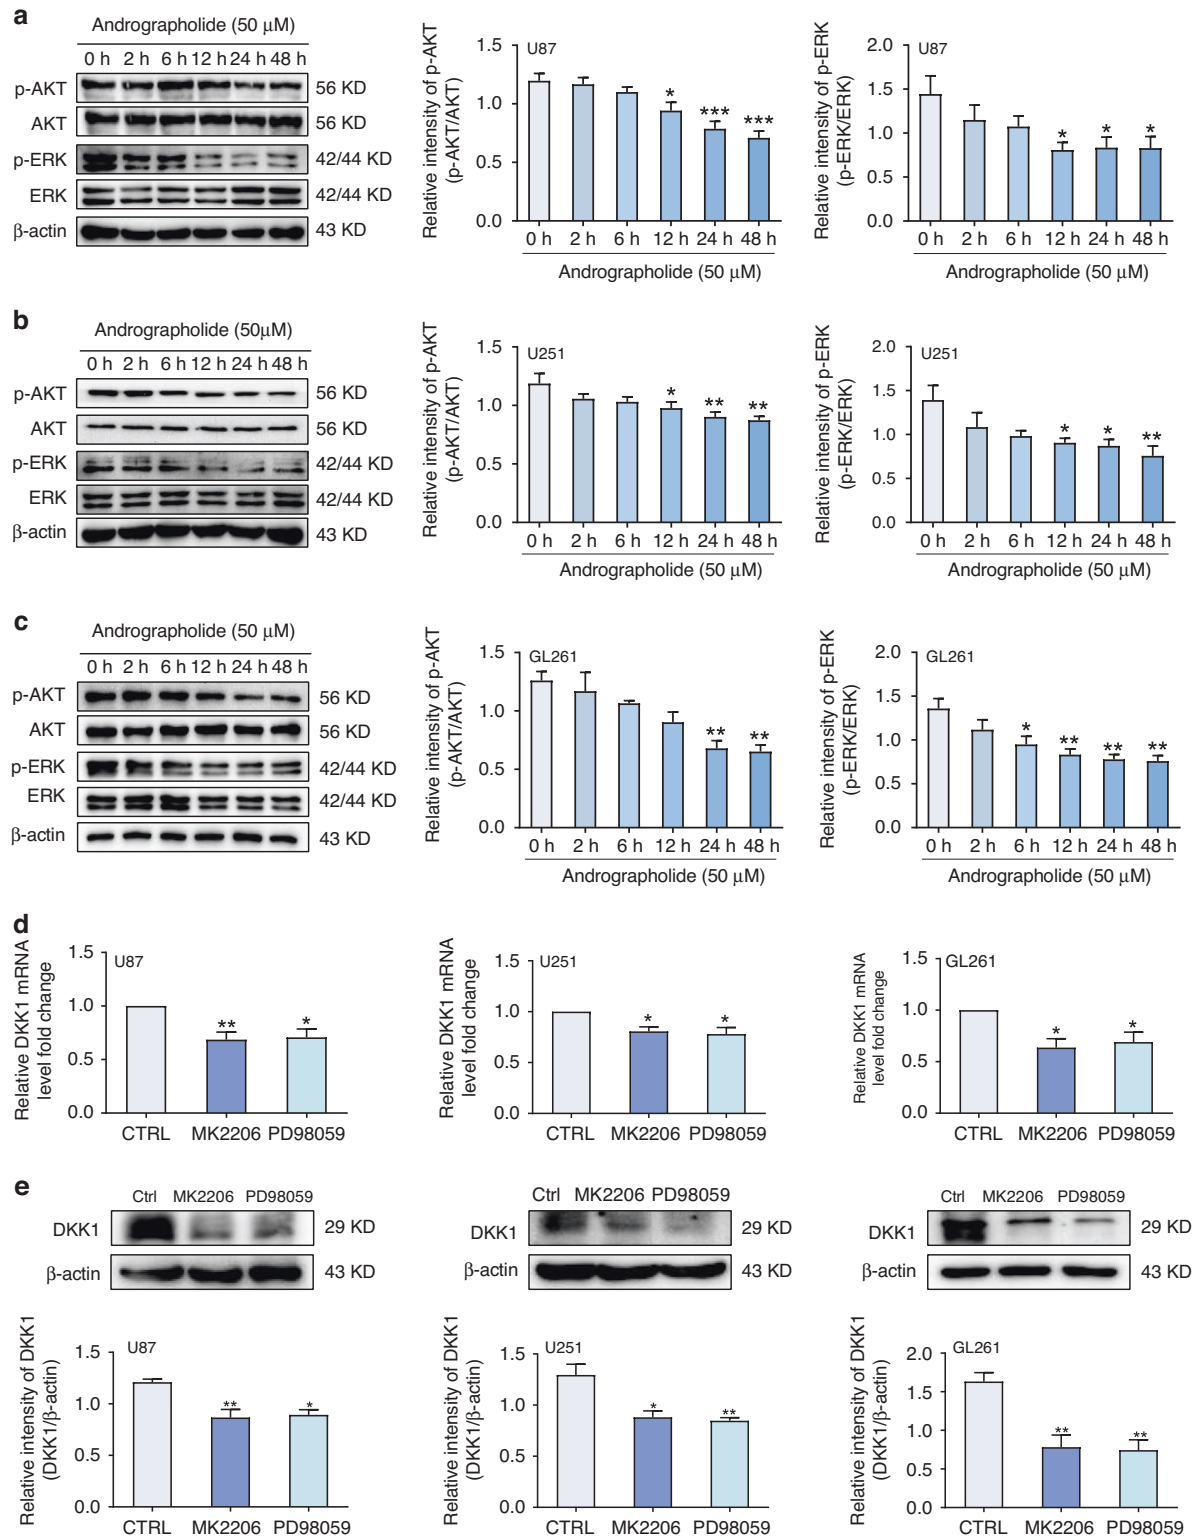 a
Andrographolide (50 μM)
0 h 2 h 6 h 12 h 24 h 48 h
p-AKT 56 KD
AKT 56 KD
p-ERK 42/44 KD
ERK 42/44 KD
β-actin 43 KD
Relative intensity of p-AKT
(p-AKT/AKT)
1.5
1.0
0.5
0.0
U87
* *** ***
0 h 2 h 6 h 12 h 24 h 48 h
Andrographolide (50 μM)
Relative intensity of p-ERK
(p-ERK/ERK)
2.0
1.5
1.0
0.5
0.0
U87
* * *
0 h 2 h 6 h 12 h 24 h 48 h
Andrographolide (50 μM)
b
Andrographolide (50μM)
0 h 2 h 6 h 12 h 24 h 48 h
p-AKT 56 KD
AKT 56 KD
p-ERK 42/44 KD
ERK 42/44 KD
β-actin 43 KD
Relative intensity of p-AKT
(p-AKT/AKT)
1.5
1.0
0.5
0.0
U251
* ** **
0 h 2 h 6 h 12 h 24 h 48 h
Andrographolide (50 μM)
Relative intensity of p-ERK
(p-ERK/ERK)
2.0
1.5
1.0
0.5
0.0
U251
* * **
0 h 2 h 6 h 12 h 24 h 48 h
Andrographolide (50 μM)
c
Andrographolide (50 μM)
0 h 2 h 6 h 12 h 24 h 48 h
p-AKT 56 KD
AKT 56 KD
p-ERK 42/44 KD
ERK 42/44 KD
β-actin 43 KD
Relative intensity of p-AKT
(p-AKT/AKT)
1.5
1.0
0.5
0.0
GL261
** **
0 h 2 h 6 h 12 h 24 h 48 h
Andrographolide (50 μM)
Relative intensity of p-ERK
(p-ERK/ERK)
2.0
1.5
1.0
0.5
0.0
GL261
* ** ** **
0 h 2 h 6 h 12 h 24 h 48 h
Andrographolide (50 μM)
d
Relative DKK1 mRNA
level fold change
1.5
1.0
0.5
0.0
U87
** *
CTRL MK2206 PD98059
Relative DKK1 mRNA
level fold change
1.5
1.0
0.5
0.0
U251
* *
CTRL MK2206 PD98059
Relative DKK1 mRNA
level fold change
1.5
1.0
0.5
0.0
GL261
* *
CTRL MK2206 PD98059
e
Ctrl MK2206 PD98059
DKK1 29 KD
β-actin 43 KD
Ctrl MK2206 PD98059
DKK1 29 KD
β-actin 43 KD
Ctrl MK2206 PD98059
DKK1 29 KD
β-actin 43 KD
Relative intensity of DKK1
(DKK1/β-actin)
1.5
1.0
0.5
0.0
U87
** *
CTRL MK2206 PD98059
Relative intensity of DKK1
(DKK1/β-actin)
1.5
1.0
0.5
0.0
U251
* **
CTRL MK2206 PD98059
Relative intensity of DKK1
(DKK1/β-actin)
2.0
1.5
1.0
0.5
0.0
GL261
** **
CTRL MK2206 PD98059